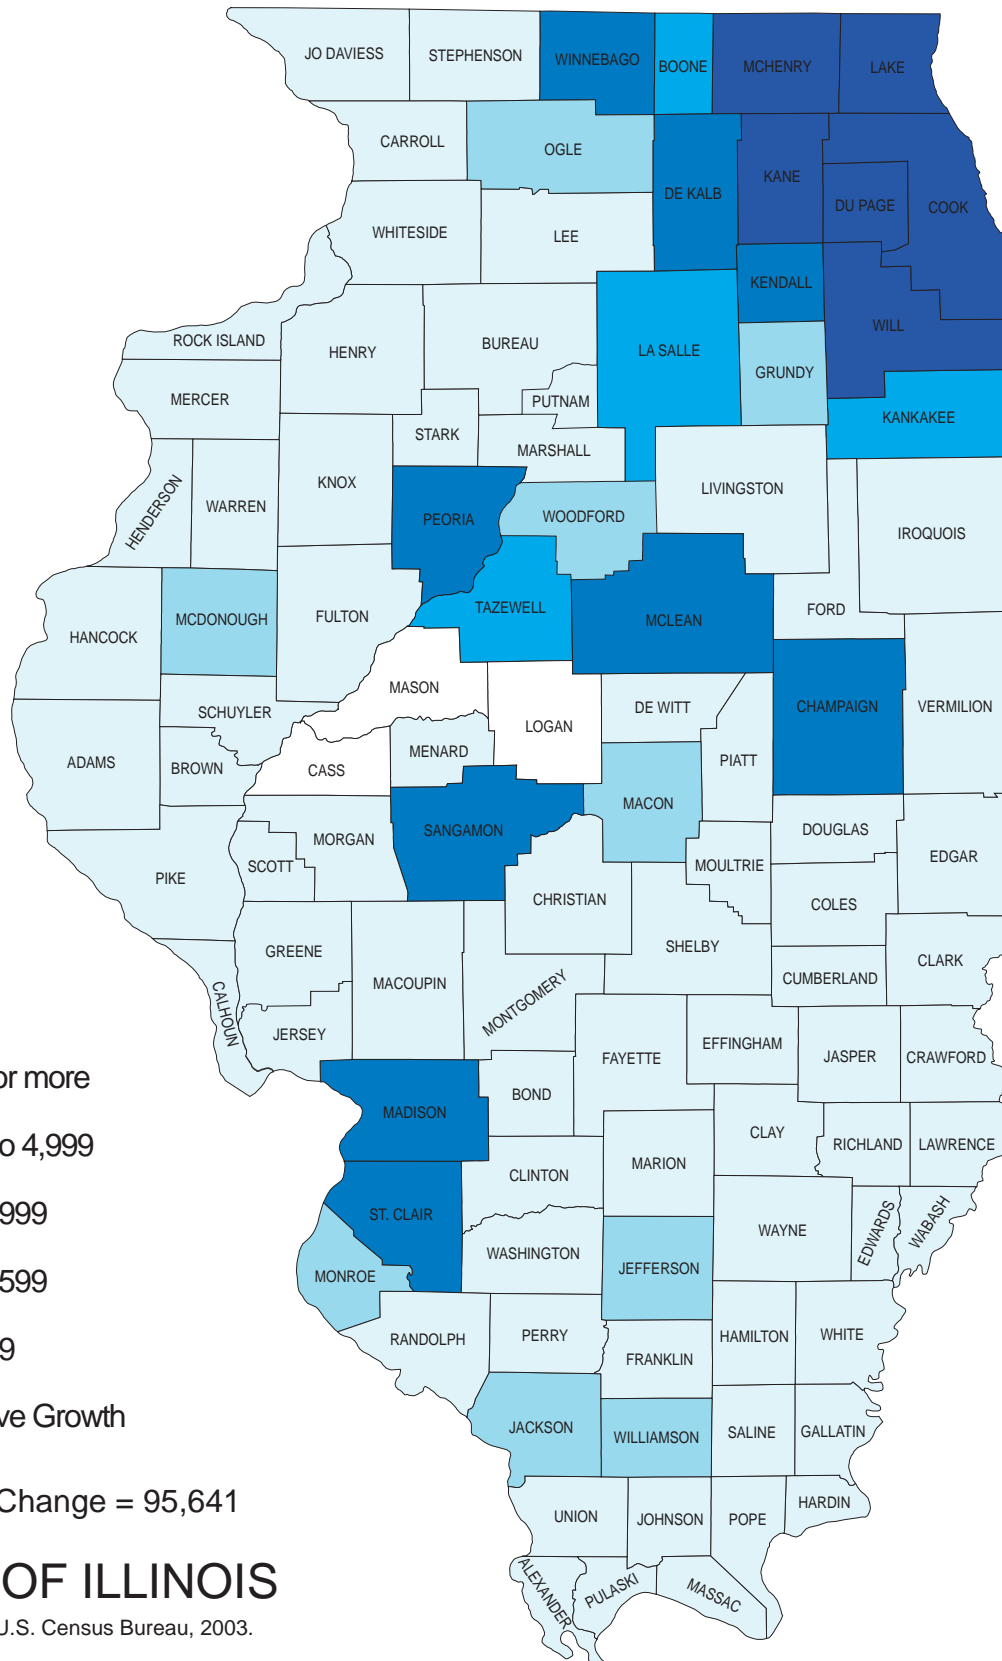 JO DAVIESS
STEPHENSON
WINNEBAGO
BOONE
MCHENRY
LAKE
CARROLL
OGLE
DE KALB
KANE
DU PAGE
COOK
WHITESIDE
LEE
KENDALL
ROCK ISLAND
HENRY
BUREAU
LA SALLE
WILL
GRUNDY
MERCER
PUTNAM
KANKAKEE
STARK
MARSHALL
HENDERSON
WARREN
KNOX
PEORIA
WOODFORD
LIVINGSTON
IROQUOIS
HANCOCK
MCDONOUGH
FULTON
TAZEWELL
MCLEAN
FORD
MASON
SCHUYLER
LOGAN
DE WITT
CHAMPAIGN
VERMILION
ADAMS
BROWN
CASS
MENARD
PIATT
MACON
SANGAMON
MORGAN
SCOTT
DOUGLAS
EDGAR
PIKE
CHRISTIAN
MOULTRIE
COLES
GREENE
SHELBY
MACOUPIN
MONTGOMERY
CUMBERLAND
CLARK
CALHOUN
JERSEY
FAYETTE
EFFINGHAM
JASPER
CRAWFORD
BOND
MADISON
CLAY
RICHLAND
LAWRENCE
CLINTON
MARION
ST. CLAIR
WAYNE
EDWARDS
WABASH
WASHINGTON
JEFFERSON
MONROE
RANDOLPH
PERRY
HAMILTON
WHITE
FRANKLIN
JACKSON
WILLIAMSON
SALINE
GALLATIN
UNION
JOHNSON
POPE
HARDIN
ALEXANDER
PULASKI
MASSAC
or more
o 4,999
999
599
9
ve Growth
Change = 95,641
OF ILLINOIS
U.S. Census Bureau, 2003.